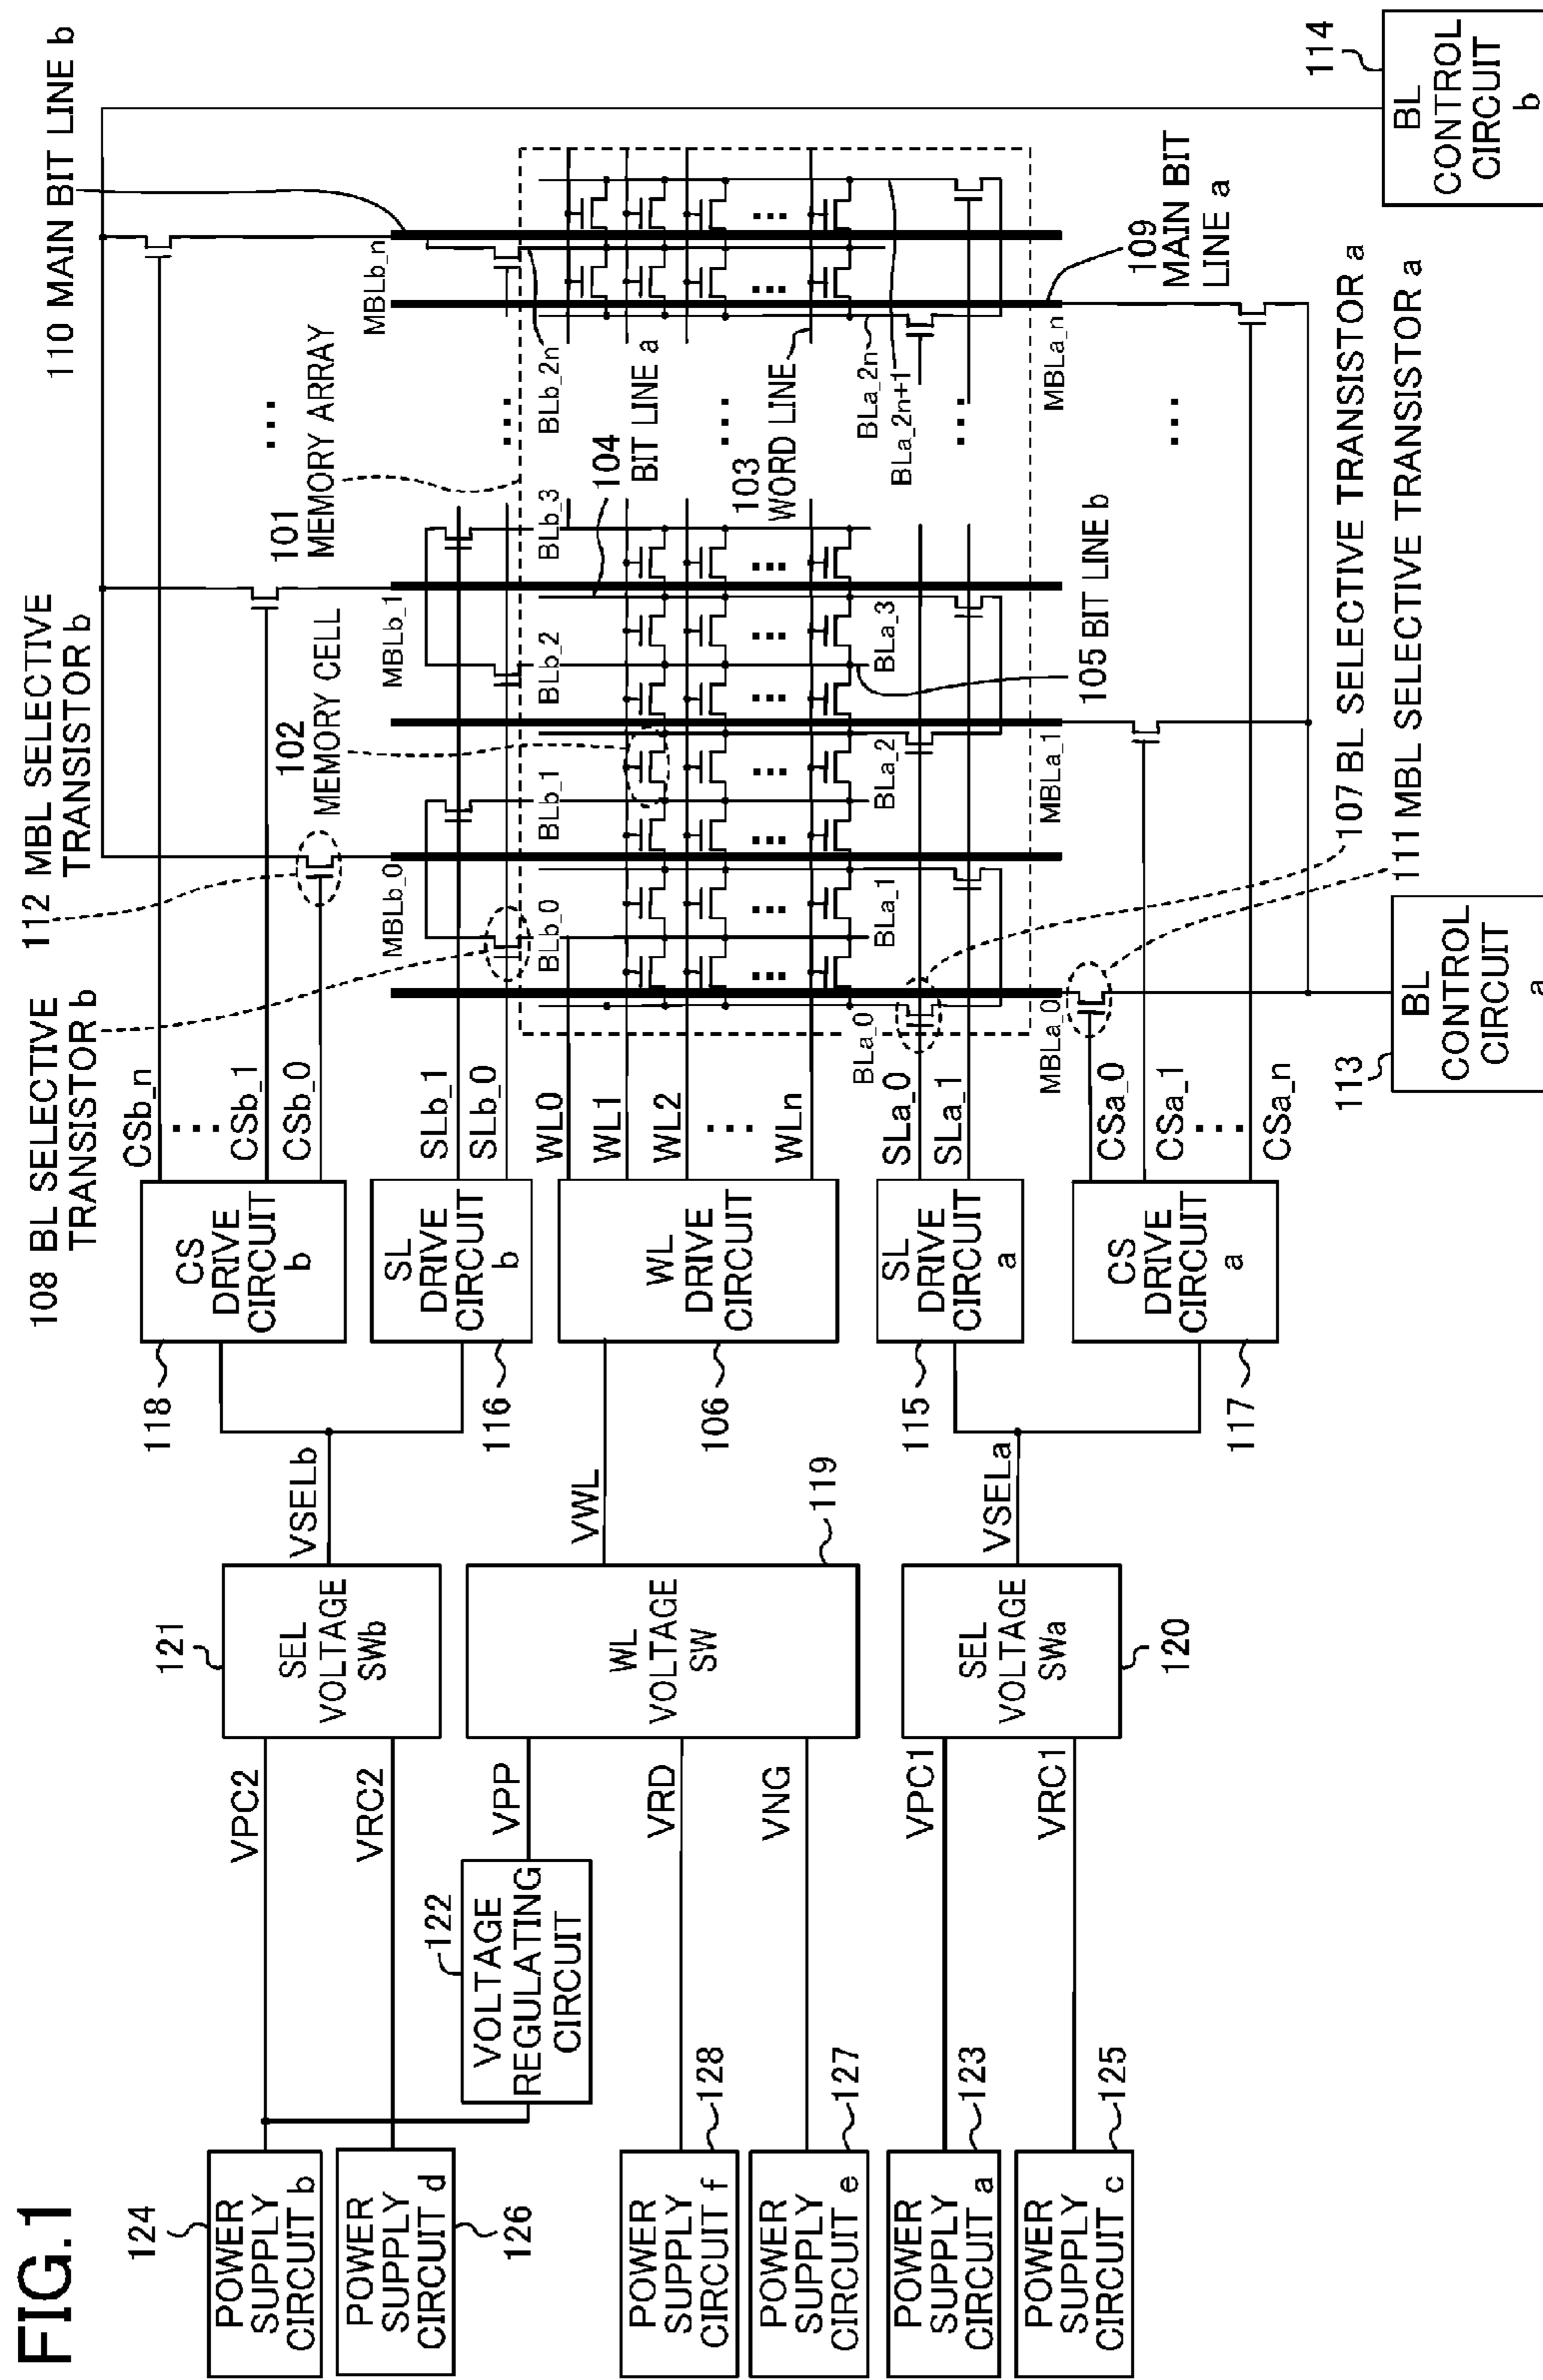 FIG.1
124
POWER
SUPPLY
CIRCUIT b
POWER
SUPPLY
CIRCUIT d
126
POWER
SUPPLY
CIRCUIT f
128
POWER
SUPPLY
CIRCUIT e
127
POWER
SUPPLY
CIRCUIT a
123
POWER
SUPPLY
CIRCUIT c
125
122
VOLTAGE
REGULATING
CIRCUIT
VPC2
VRC2
VPP
VRD
VNG
VPC1
VRC1
121
SEL
VOLTAGE
SWb
WL
VOLTAGE
SW
119
SEL
VOLTAGE
SWa
120
VSELb
VWL
VSELa
118
CS
DRIVE
CIRCUIT
b
116
SL
DRIVE
CIRCUIT
b
106
WL
DRIVE
CIRCUIT
115
SL
DRIVE
CIRCUIT
a
117
CS
DRIVE
CIRCUIT
a
CSb_n
CSb_1
CSb_0
SLb_1
SLb_0
WL0
WL1
WL2
WLn
SLa_0
SLa_1
CSa_0
CSa_1
CSa_n
108 BL SELECTIVE
TRANSISTOR b
112 MBL SELECTIVE
TRANSISTOR b
102
MEMORY CELL
101
MEMORY ARRAY
110 MAIN BIT LINE b
MBLb_0
MBLb_1
MBLb_n
BLb_0
BLb_1
BLb_2
BLb_3
BLb_2n
104
BIT LINE a
103
WORD LINE
BLa_0
BLa_1
BLa_2
BLa_3
BLa_2n
BLa_2n+1
105 BIT LINE b
MBLa_0
MBLa_1
MBLa_n
109
MAIN BIT
LINE a
107 BL SELECTIVE TRANSISTOR a
111 MBL SELECTIVE TRANSISTOR a
113
BL
CONTROL
CIRCUIT
a
114
BL
CONTROL
CIRCUIT
b